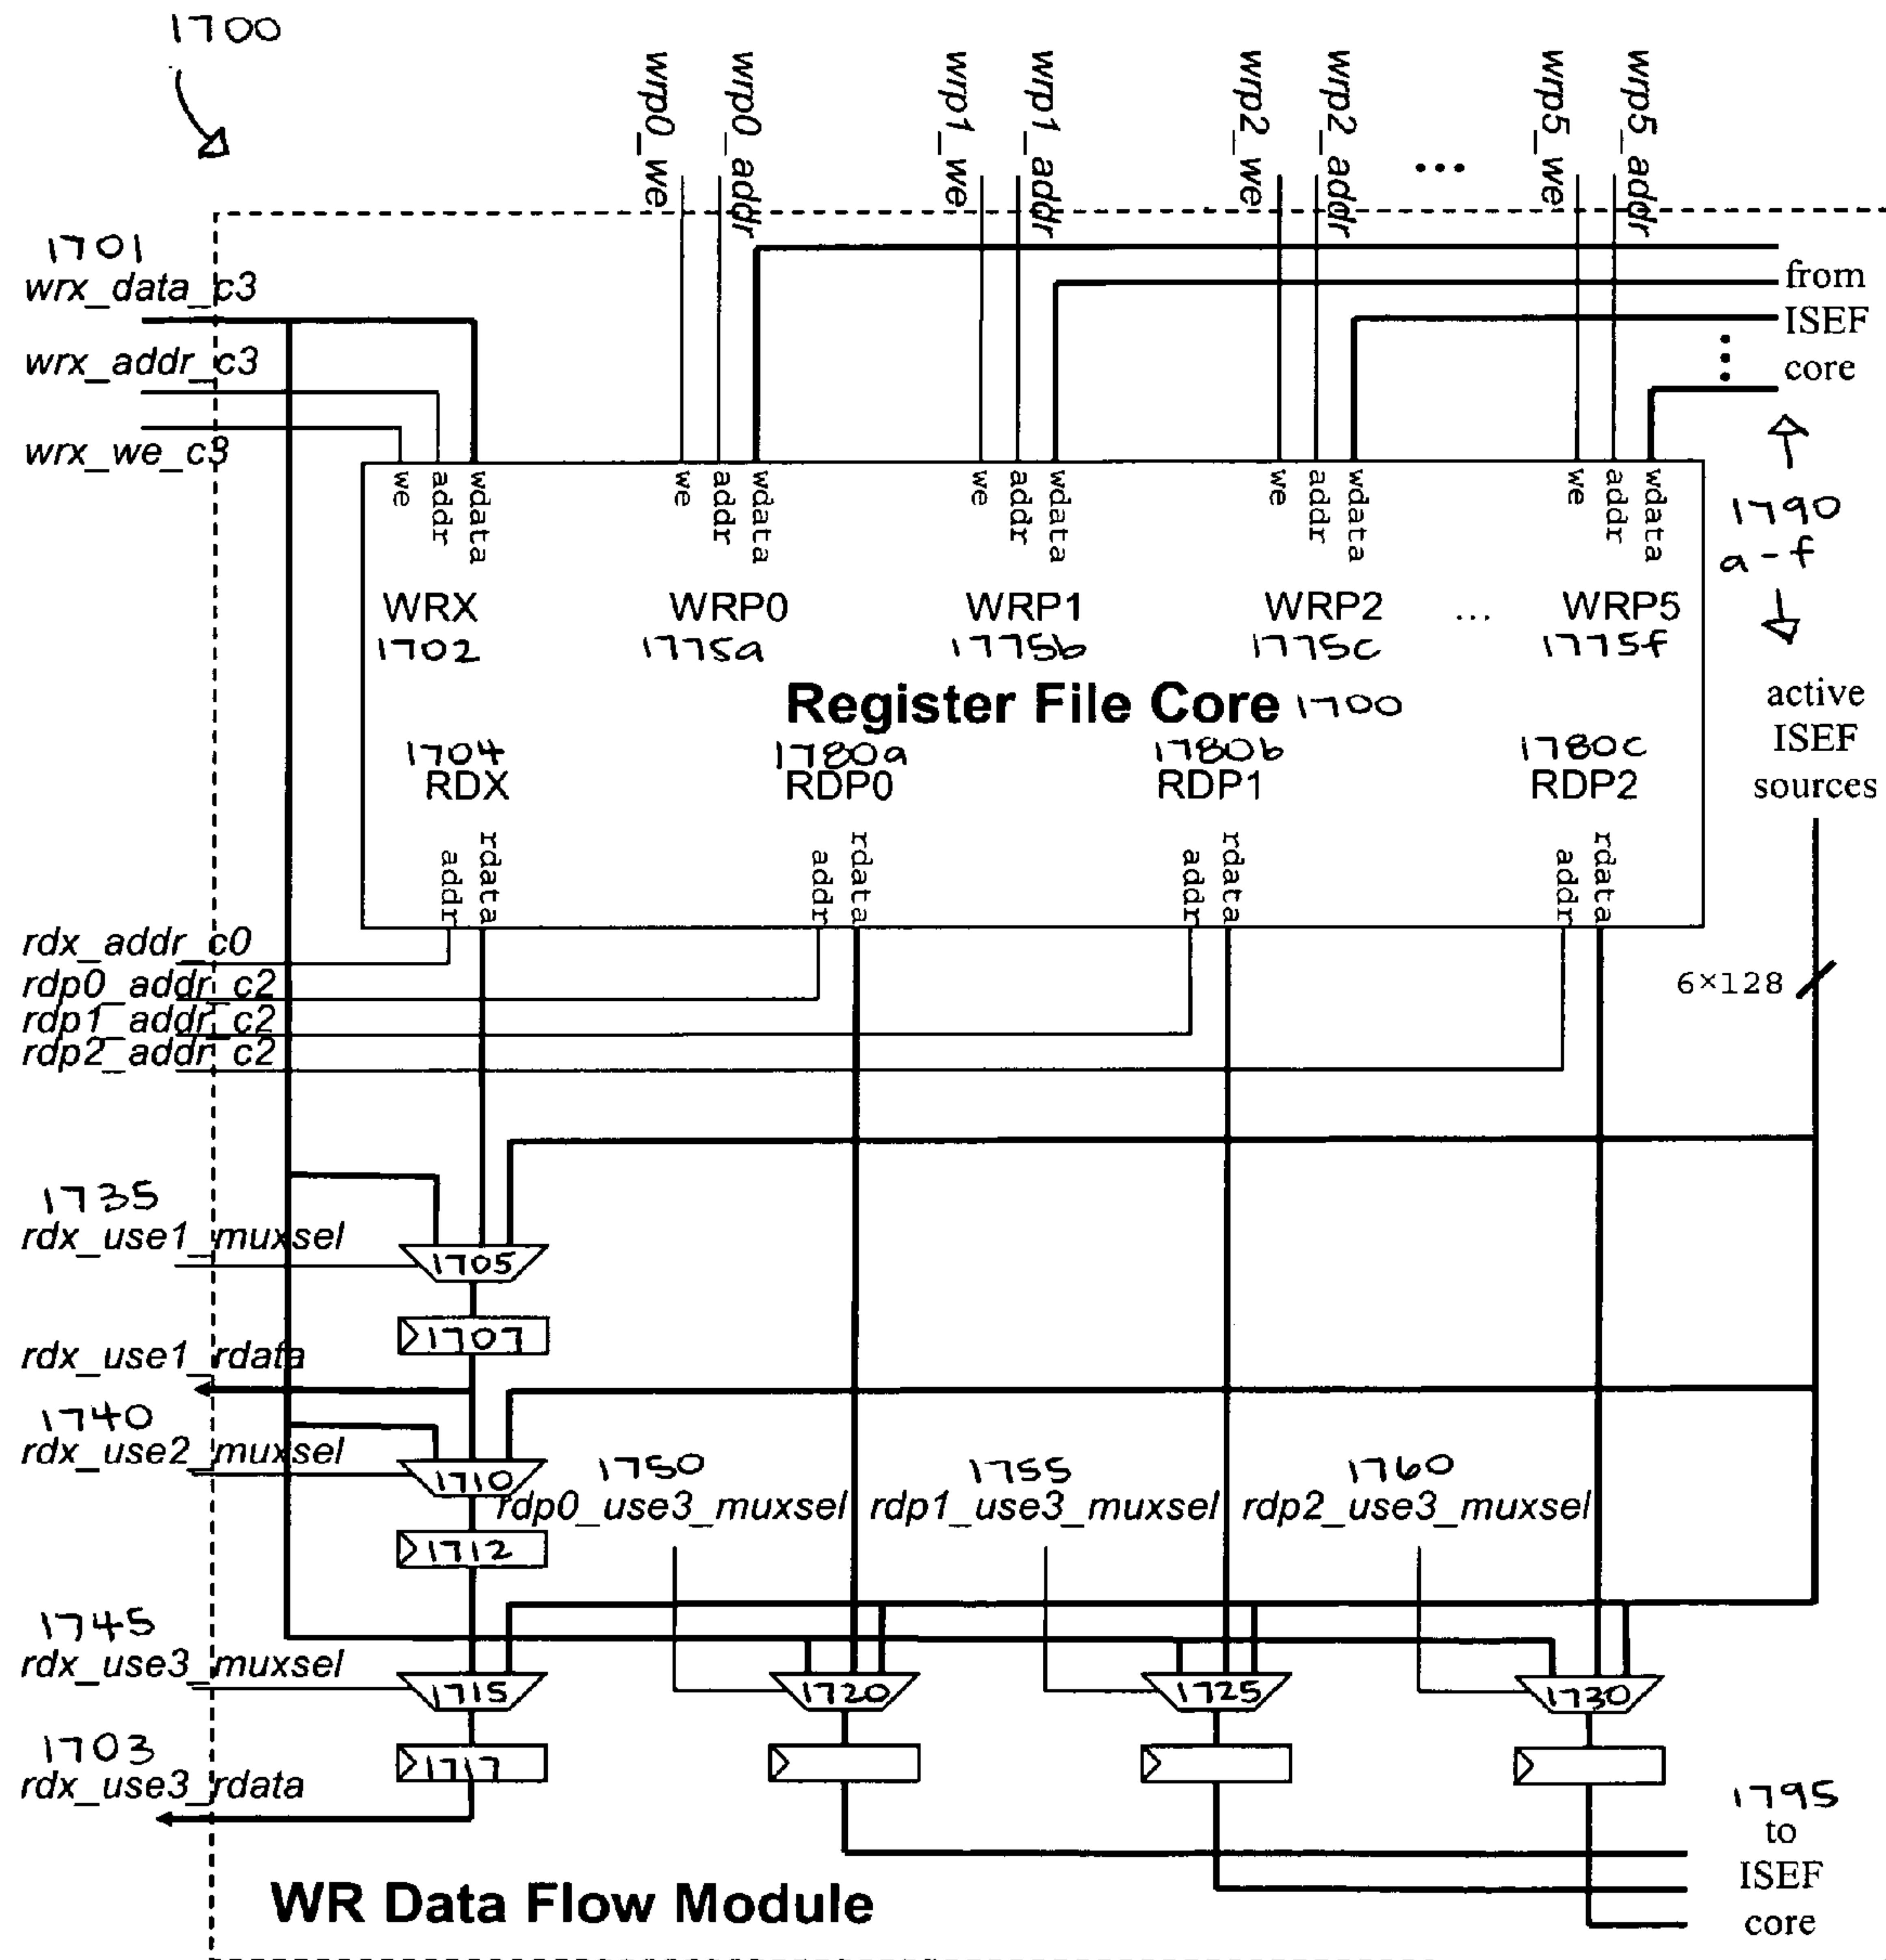 1700
wrp0_we
wrp0_addr
wrp1_we
wrp1_addr
wrp2_we
wrp2_addr
...
wrp5_we
wrp5_addr
1701
wrx_data_c3
wrx_addr_c3
wrx_we_c3
from
ISEF
core
we addr wdata
we addr wdata
we addr wdata
we addr wdata
we addr wdata
1790
a-f
WRX WRP0 WRP1 WRP2 ... WRP5
1702 1775a 1775b 1775c 1775f
Register File Core 1700
active
ISEF
sources
1704 1780a 1780b 1780c
RDX RDP0 RDP1 RDP2
addr rdata
addr rdata
addr rdata
addr rdata
rdx_addr_c0
rdp0_addr_c2
rdp1_addr_c2
rdp2_addr_c2
6×128
1735
rdx_use1_muxsel
1705
1707
rdx_use1_rdata
1740
rdx_use2_muxsel
1710
1750 1755 1760
rdp0_use3_muxsel rdp1_use3_muxsel rdp2_use3_muxsel
1712
1745
rdx_use3_muxsel
1715 1720 1725 1730
1703
rdx_use3_rdata
1717
1795
to
ISEF
core
WR Data Flow Module